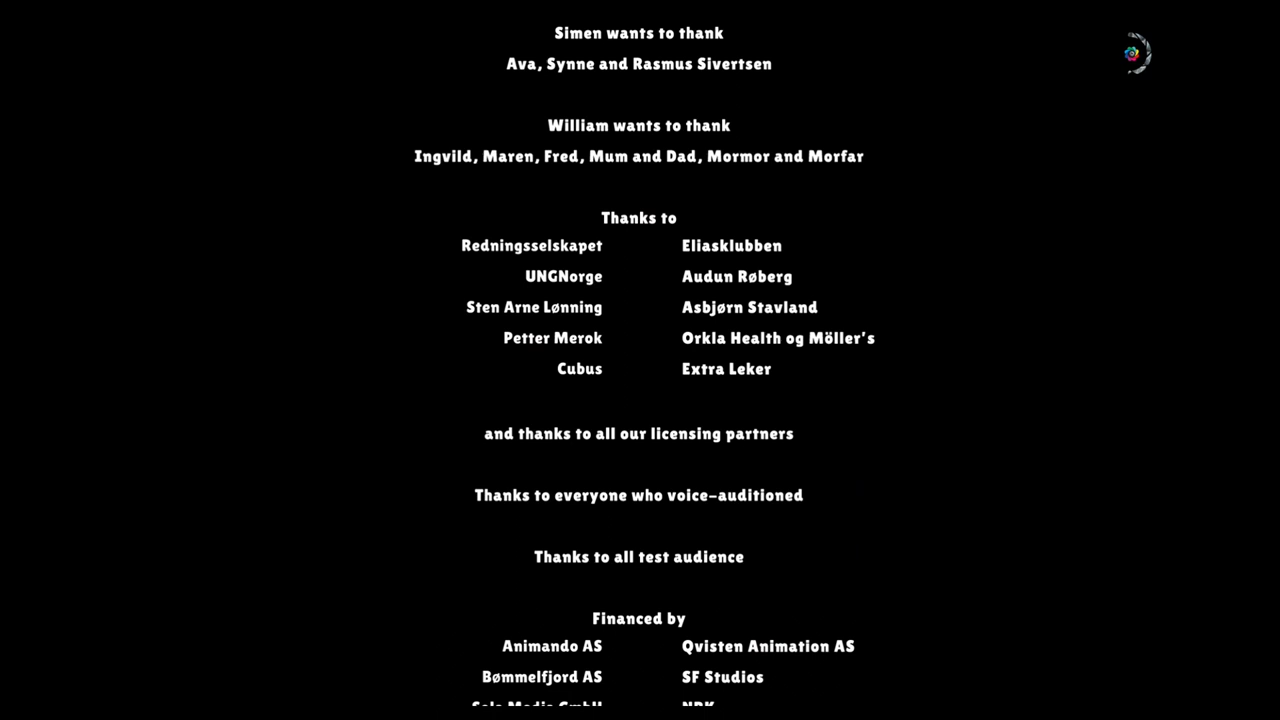 Simen wants to thank
Ava, Synne and Rasmus Sivertsen
William wants to thank
Ingvild, Maren, Fred, Mum and Dad, Mormor and Morfar
Thanks to
Redningsselskapet Eliasklubben
UNGNorge Audun Røberg
Sten Arne Lønning Asbjørn Stavland
Petter Merok Orkla Health og Möller's
Cubus Extra Leker
and thanks to all our licensing partners
Thanks to everyone who voice-auditioned
Thanks to all test audience
Financed by
Animando AS Qvisten Animation AS
Bømmelfjord AS SF Studios
NRK